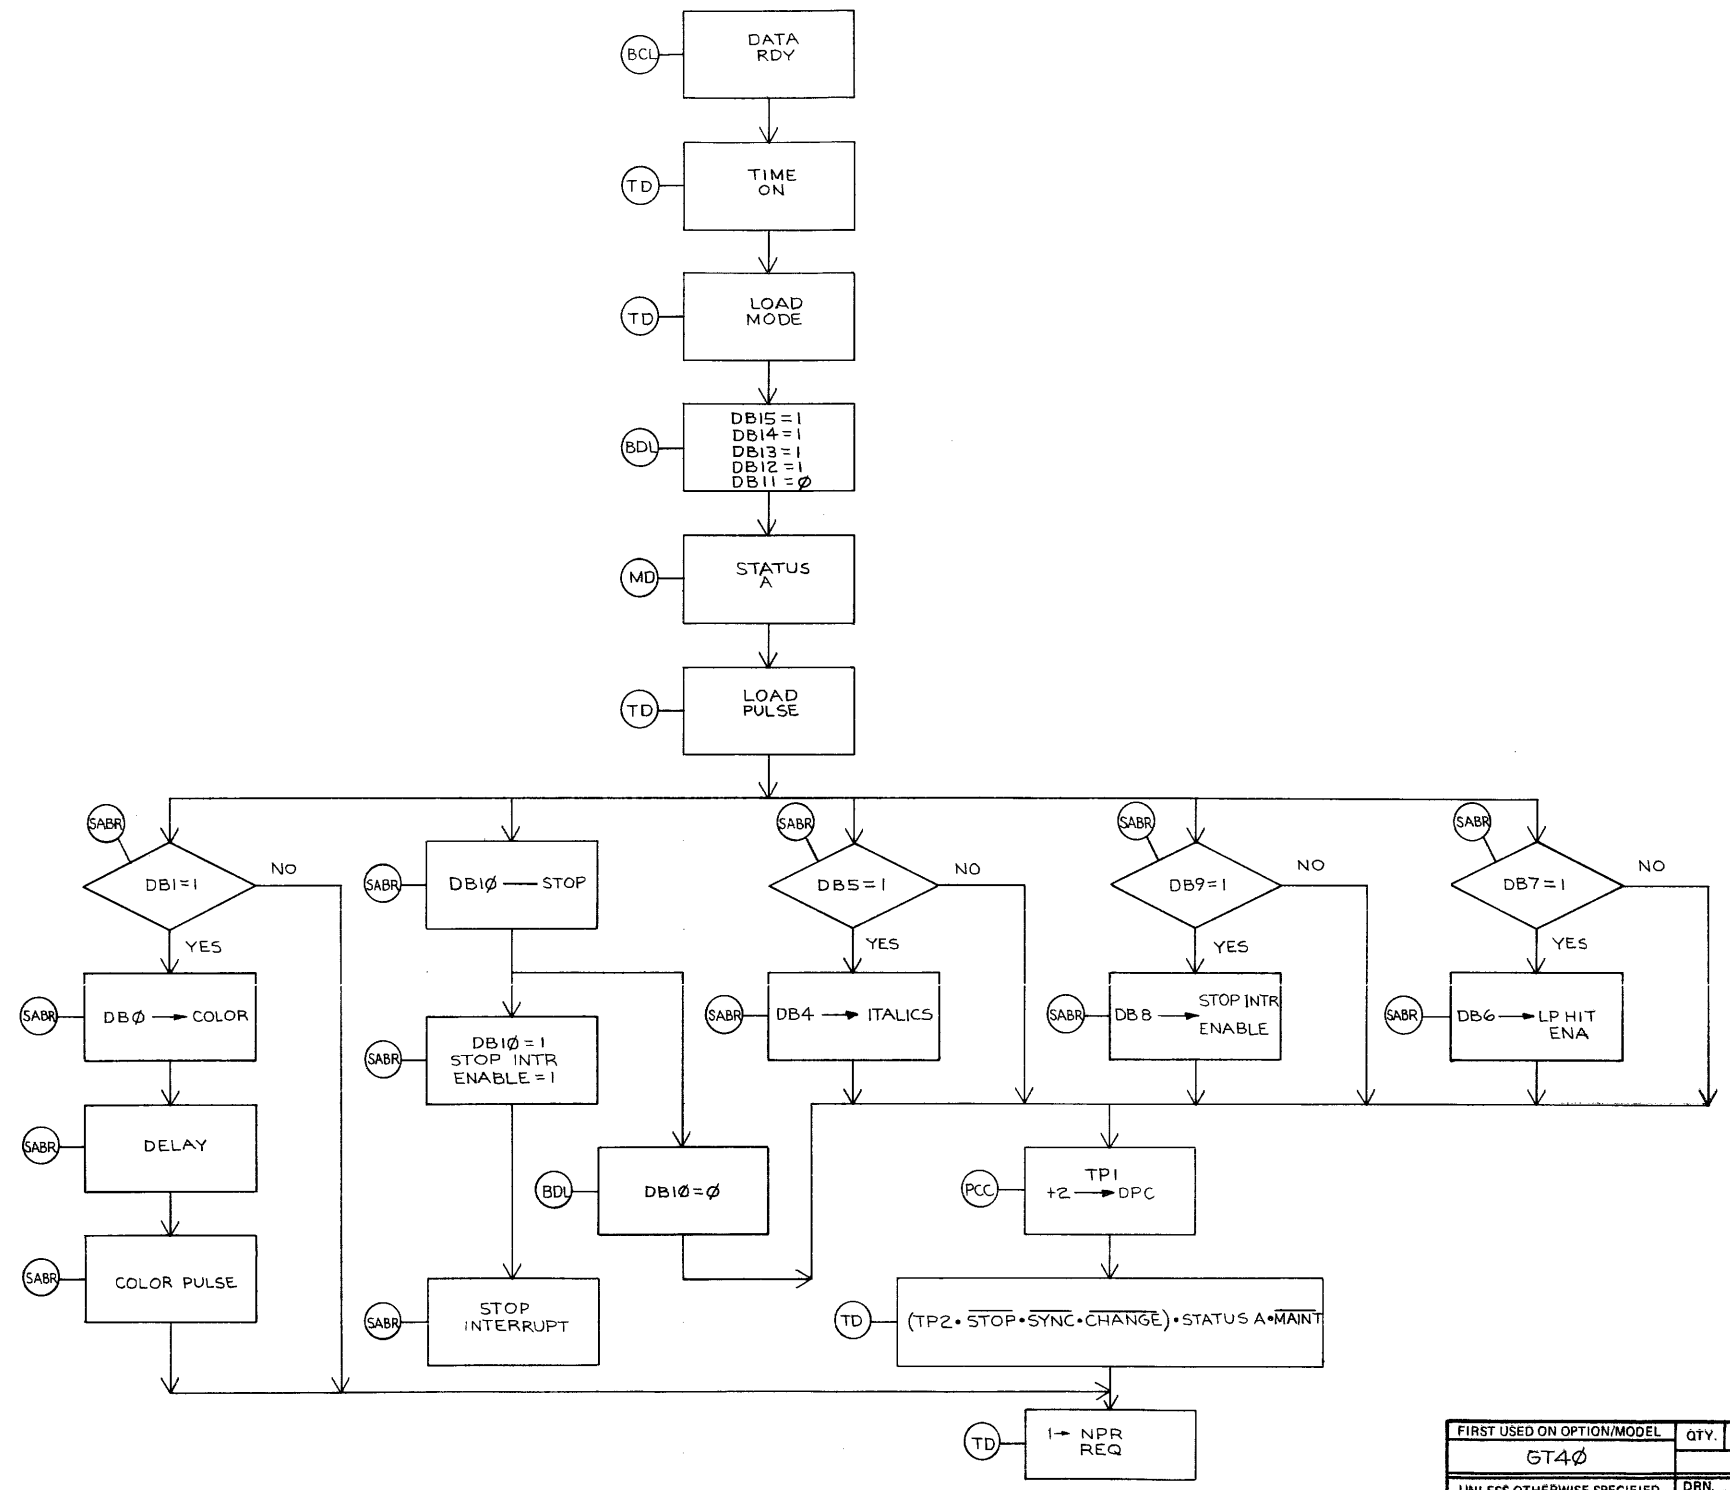 DATA
RDY
BCL
TIME
ON
TD
LOAD
MODE
TD
DB15=1
DB14=1
DB13=1
DB12=1
DB11=Ø
BDL
STATUS
A
MD
LOAD
PULSE
TD
SABR
DB1=1
NO
YES
SABR
DB1Ø — STOP
SABR
DB5=1
NO
YES
SABR
DB9=1
NO
YES
SABR
DB7=1
NO
YES
SABR
DBØ → COLOR
SABR
DB1Ø=1
STOP INTR
ENABLE=1
SABR
DB4 → ITALICS
SABR
DB8 → STOP INTR
ENABLE
SABR
DB6 → LP HIT
ENA
SABR
DELAY
BDL
DB1Ø=Ø
PCC
TP1
+2 → DPC
SABR
COLOR PULSE
SABR
STOP
INTERRUPT
TD
(TP2•S̅T̅O̅P̅•S̅Y̅N̅C̅•C̅H̅A̅N̅G̅E̅)•STATUS A•M̅A̅I̅N̅T̅
TD
1→ NPR
REQ
FIRST USED ON OPTION/MODEL
QTY.
GT4Ø
UNLESS OTHERWISE SPECIFIED
DRN.